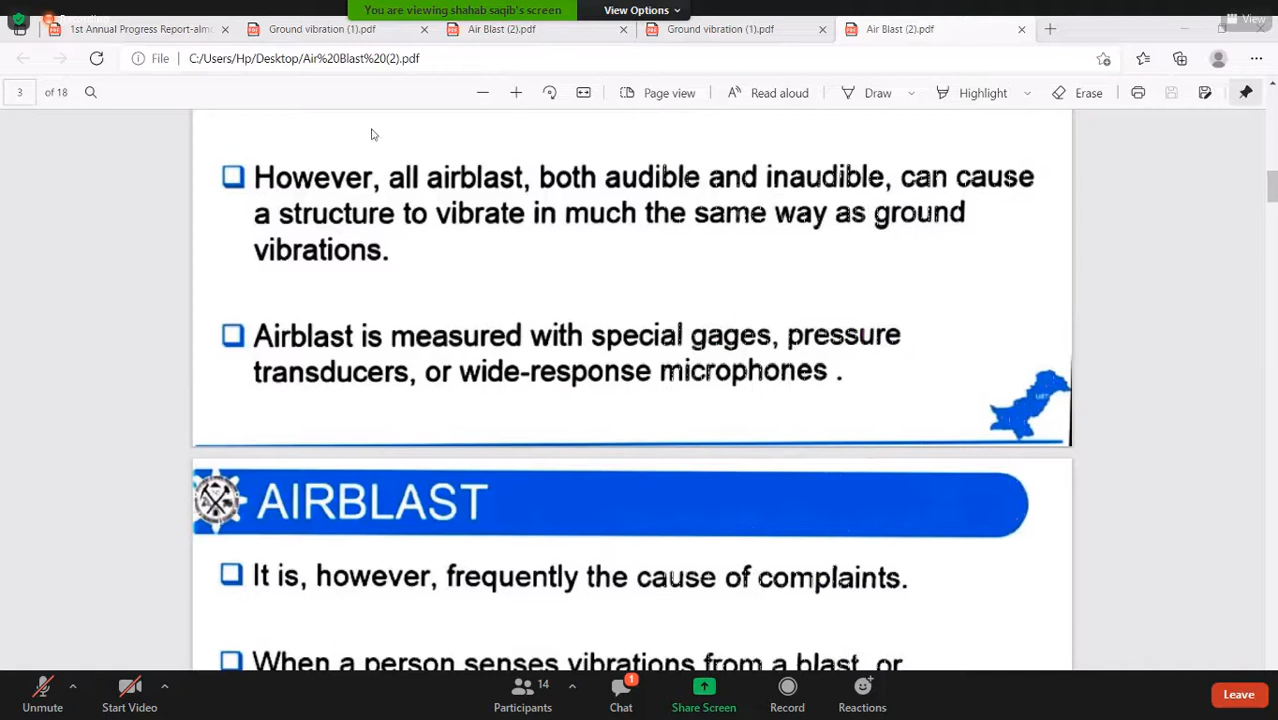 You are viewing shahab saqib's screen
View Options
View
Recording
1st Annual Progress Report-alm
Ground vibration (1).pdf
Air Blast (2).pdf
Ground vibration (1).pdf
Air Blast (2).pdf
File
C:/Users/Hp/Desktop/Air%20Blast%20(2).pdf
3 of 18
Page view
Read aloud
Draw
Highlight
Erase
However, all airblast, both audible and inaudible, can cause
a structure to vibrate in much the same way as ground
vibrations.
Airblast is measured with special gages, pressure
transducers, or wide-response microphones .
AIRBLAST
It is, however, frequently the cause of complaints.
When a person senses vibrations from a blast, or
Unmute
Start Video
14
Participants
1
Chat
Share Screen
Record
Reactions
Leave